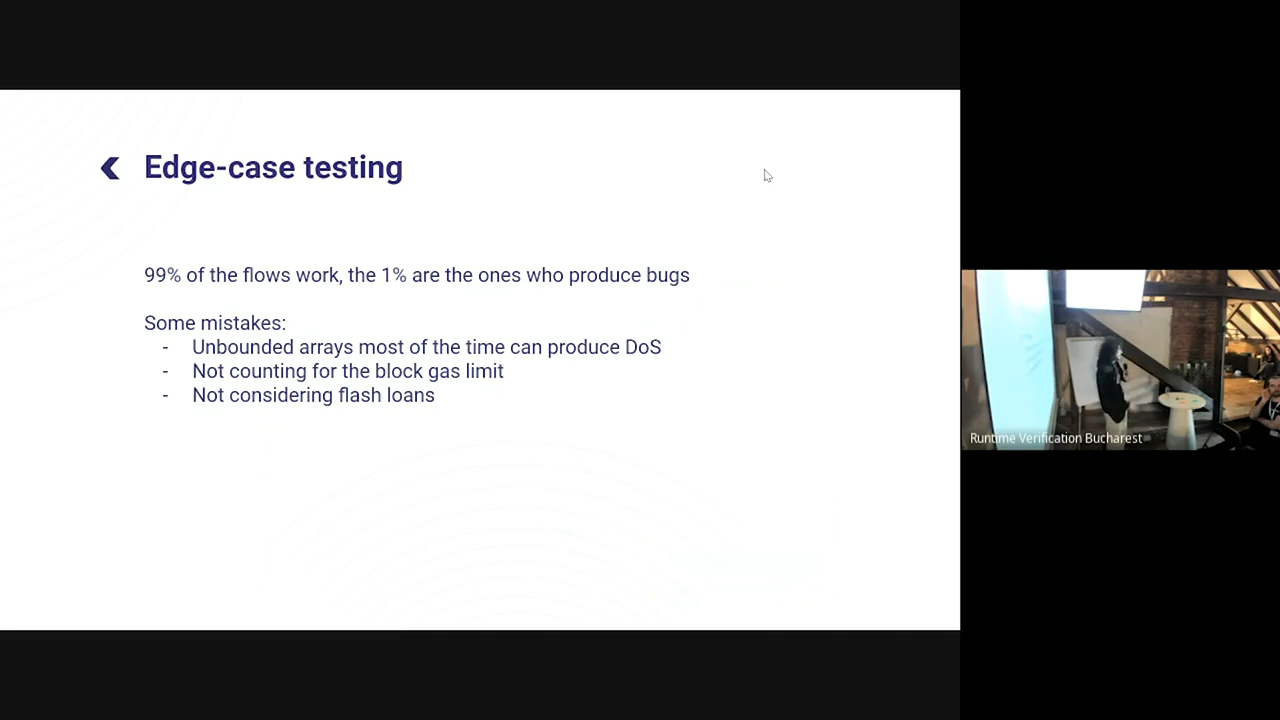 Edge-case testing
99% of the flows work, the 1% are the ones who produce bugs
Some mistakes:
- Unbounded arrays most of the time can produce DoS
- Not counting for the block gas limit
- Not considering flash loans
Runtime Verification Bucharest